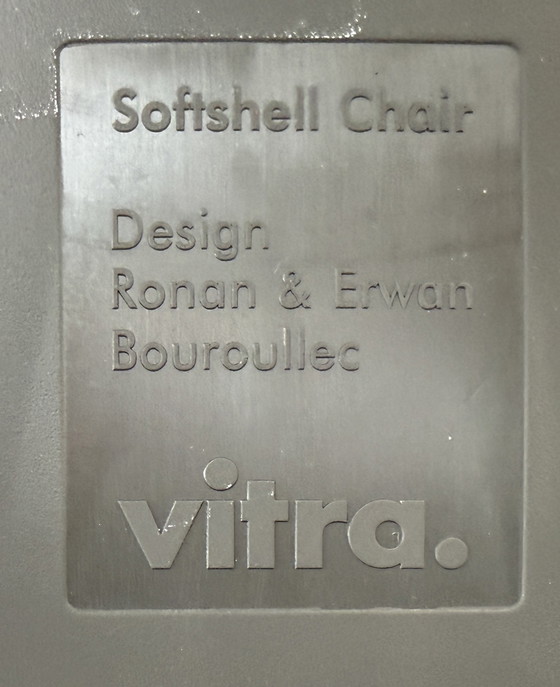 Softshell Chair
Design
Ronan & Erwan
Bouroullec
vitra.